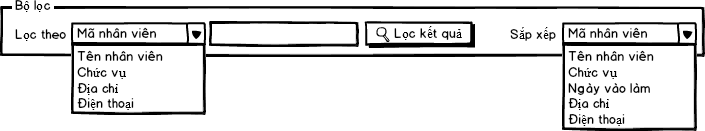 Bộ lọc
Lọc theo Mã nhân viên Lọc kết quả Sắp xếp Mã nhân viên
Tên nhân viên
Chức vụ
Địa chỉ
Điện thoại
Tên nhân viên
Chức vụ
Ngày vào làm
Địa chỉ
Điện thoại